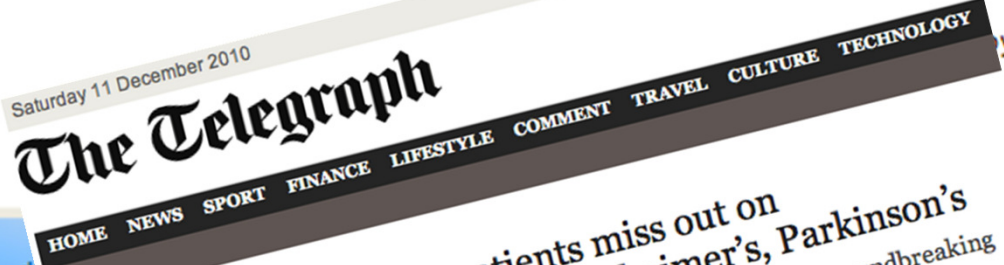 Saturday 11 December 2010
The Telegraph
HOME NEWS SPORT FINANCE LIFESTYLE COMMENT TRAVEL CULTURE TECHNOLOGY
miss out on
Parkinson's